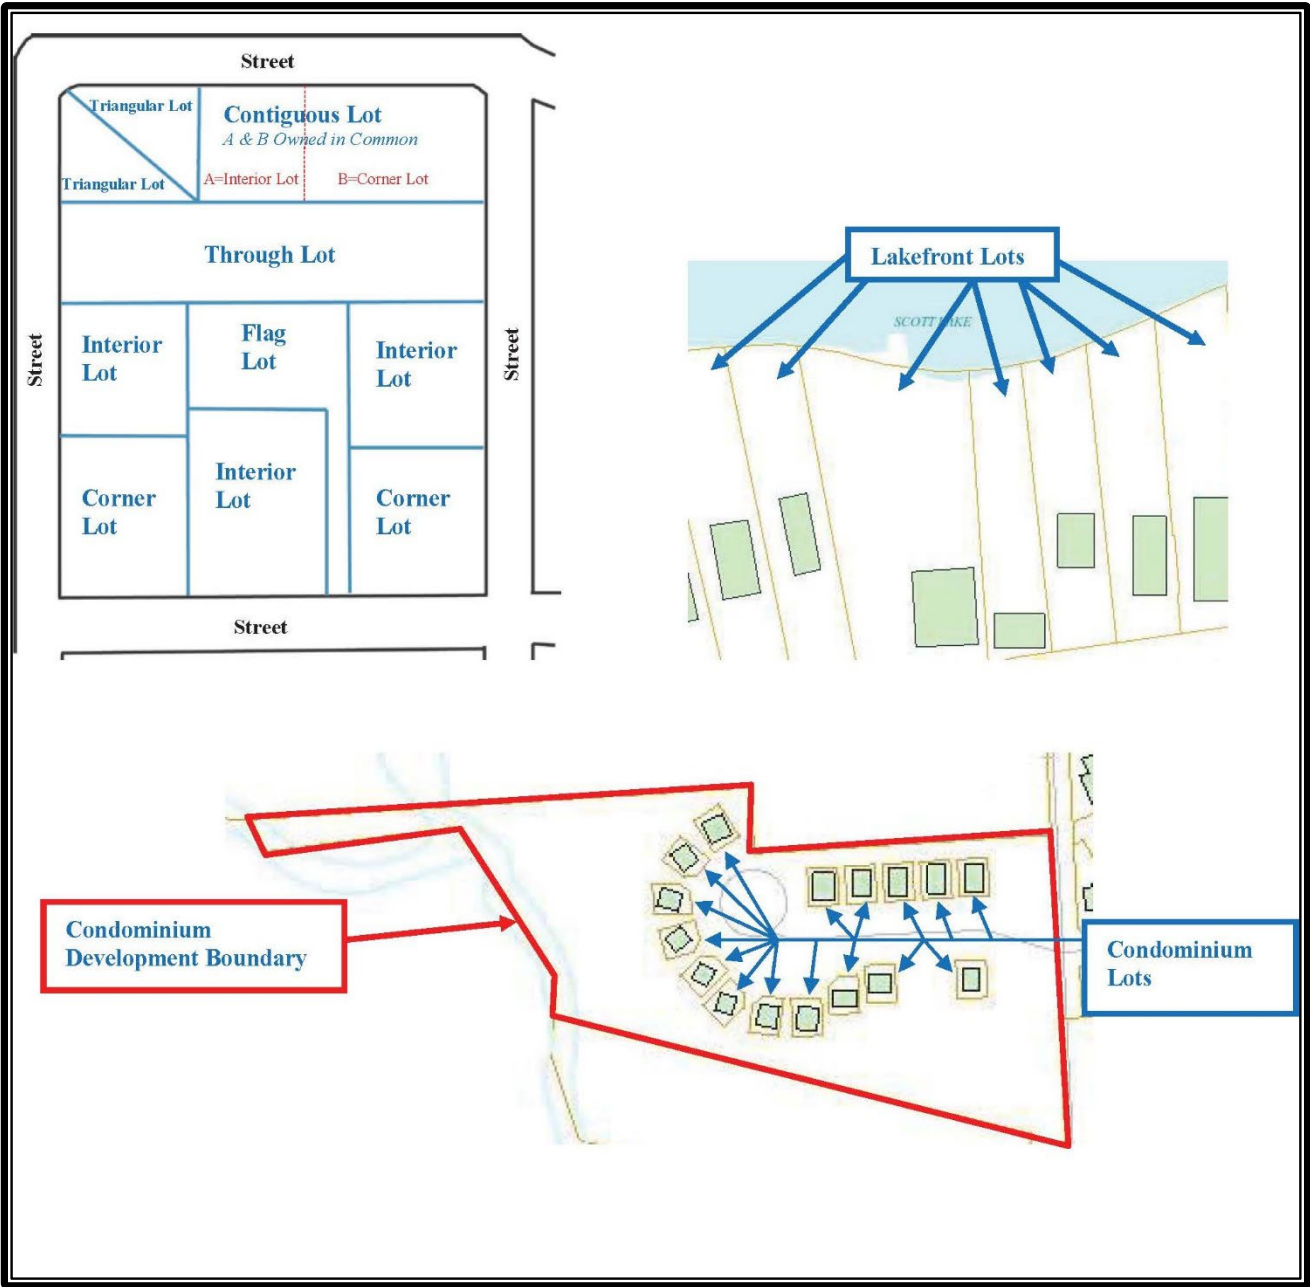 Street
Triangular Lot
Contiguous Lot
A & B Owned in Common
Triangular Lot
A=Interior Lot
B=Corner Lot
Through Lot
Street
Street
Interior
Lot
Flag
Lot
Interior
Lot
Corner
Lot
Interior
Lot
Corner
Lot
Street
Lakefront Lots
SCOTT LAKE
Condominium
Development Boundary
Condominium
Lots